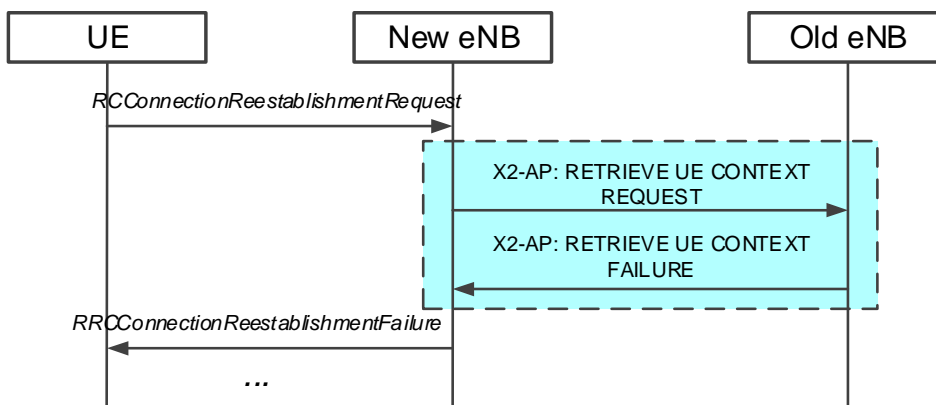 UE New eNB Old eNB
RCConnectionReestablishmentRequest
X2-AP: RETRIEVE UE CONTEXT
REQUEST
X2-AP: RETRIEVE UE CONTEXT
FAILURE
RRCConnectionReestablishmentFailure
...